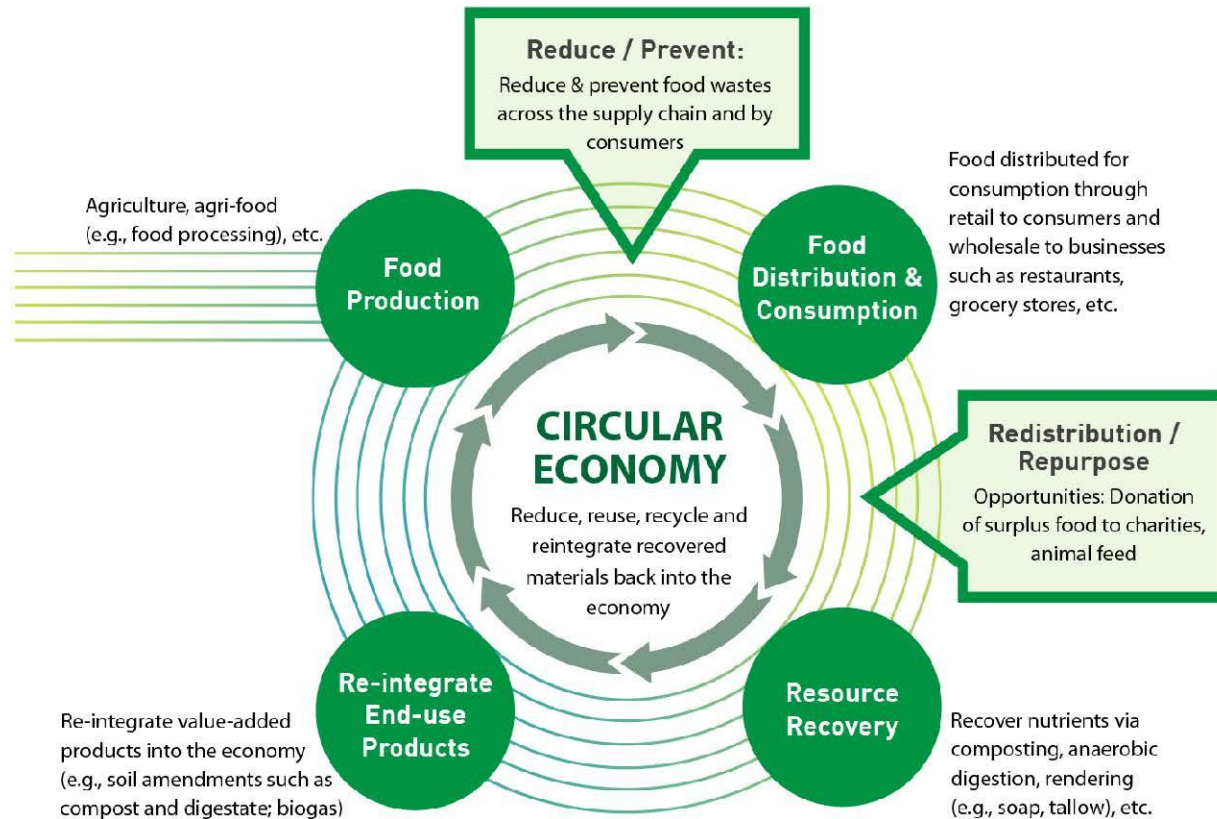 Reduce / Prevent:
Reduce & prevent food wastes
across the supply chain and by
consumers
Agriculture, agri-food
(e.g., food processing), etc.
Food
Production
Food
Distribution &
Consumption
Food distributed for
consumption through
retail to consumers and
wholesale to businesses
such as restaurants,
grocery stores, etc.
CIRCULAR
ECONOMY
Reduce, reuse, recycle and
reintegrate recovered
materials back into the
economy
Redistribution /
Repurpose
Opportunities: Donation
of surplus food to charities,
animal feed
Re-integrate
End-use
Products
Re-integrate value-added
products into the economy
(e.g., soil amendments such as
compost and digestate; biogas)
Resource
Recovery
Recover nutrients via
composting, anaerobic
digestion, rendering
(e.g., soap, tallow), etc.